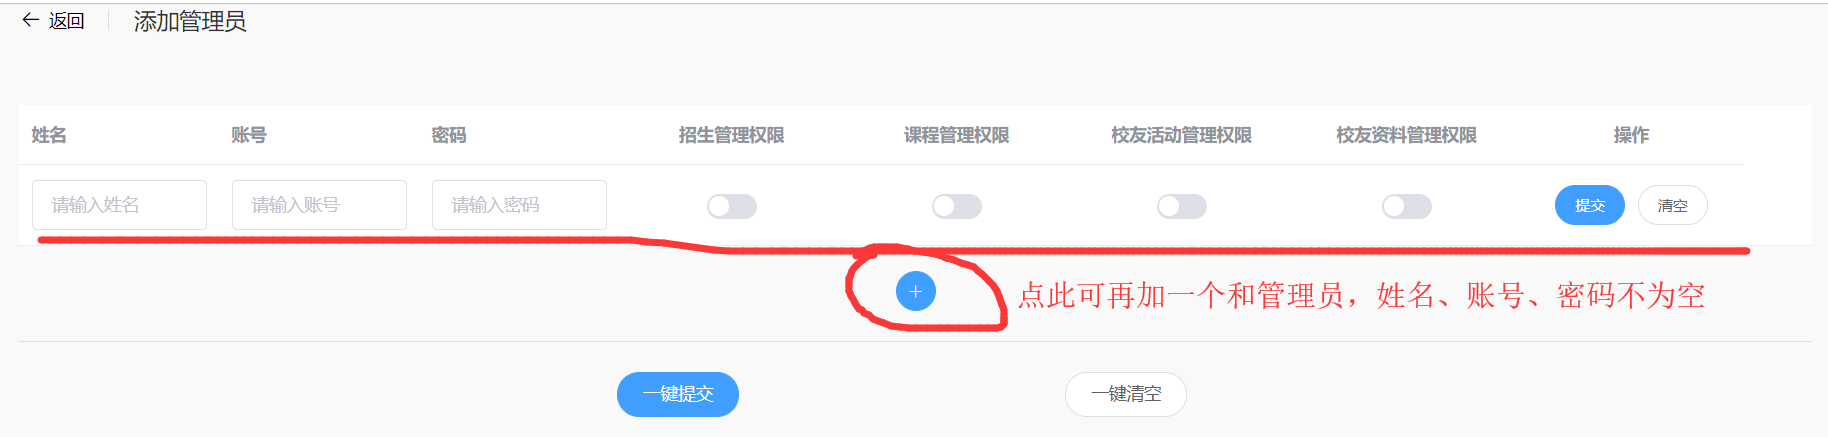 返回 添加管理员
姓名 账号 密码 招生管理权限 课程管理权限 校友活动管理权限 校友资料管理权限 操作
请输入姓名 请输入账号 请输入密码 提交 清空
点此可再加一个和管理员，姓名、账号、密码不为空
一键提交 一键清空